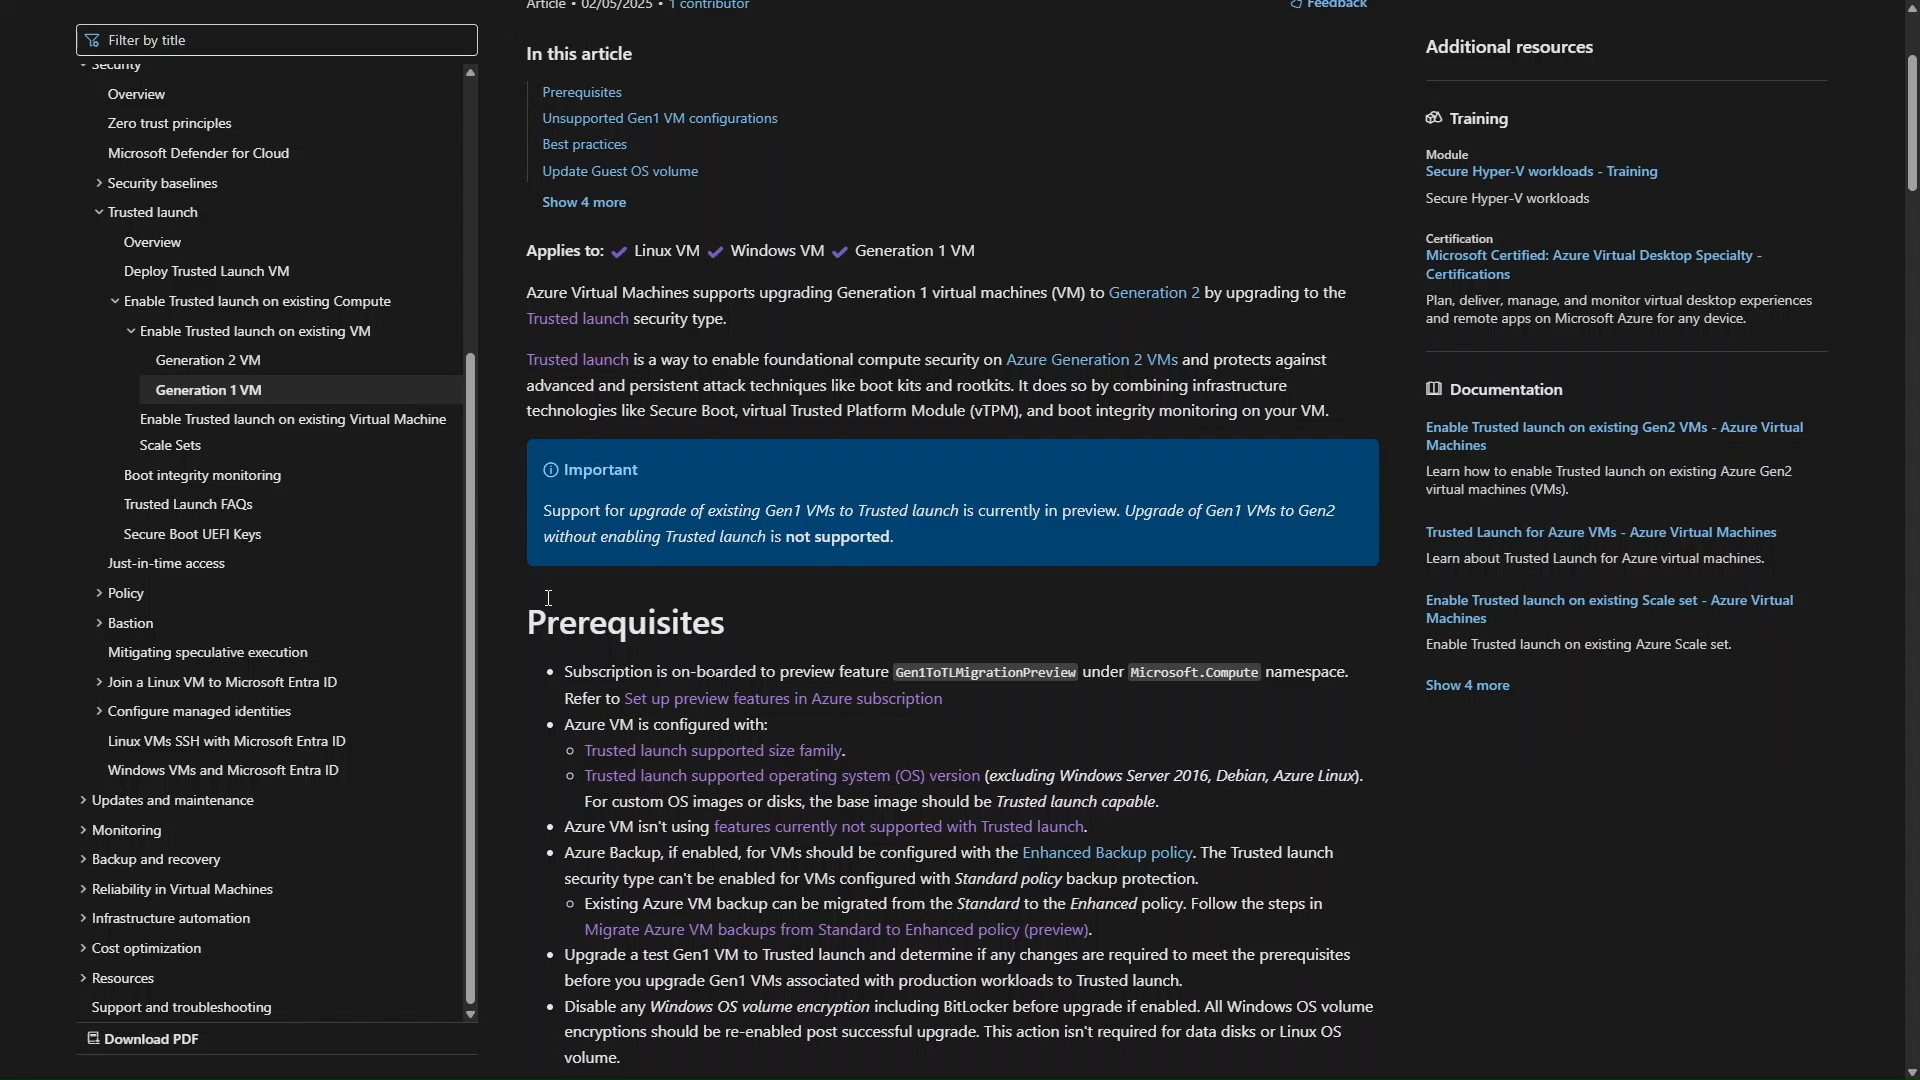 Article • 02/05/2025 • 1 contributor
Feedback
Filter by title
Security
Overview
Zero trust principles
Microsoft Defender for Cloud
Security baselines
Trusted launch
Overview
Deploy Trusted Launch VM
Enable Trusted launch on existing Compute
Enable Trusted launch on existing VM
Generation 2 VM
Generation 1 VM
Enable Trusted launch on existing Virtual Machine
Scale Sets
Boot integrity monitoring
Trusted Launch FAQs
Secure Boot UEFI Keys
Just-in-time access
Policy
Bastion
Mitigating speculative execution
Join a Linux VM to Microsoft Entra ID
Configure managed identities
Linux VMs SSH with Microsoft Entra ID
Windows VMs and Microsoft Entra ID
Updates and maintenance
Monitoring
Backup and recovery
Reliability in Virtual Machines
Infrastructure automation
Cost optimization
Resources
Support and troubleshooting
Download PDF
In this article
Prerequisites
Unsupported Gen1 VM configurations
Best practices
Update Guest OS volume
Show 4 more
Applies to: ✔ Linux VM ✔ Windows VM ✔ Generation 1 VM
Azure Virtual Machines supports upgrading Generation 1 virtual machines (VM) to Generation 2 by upgrading to the
Trusted launch security type.
Trusted launch is a way to enable foundational compute security on Azure Generation 2 VMs and protects against
advanced and persistent attack techniques like boot kits and rootkits. It does so by combining infrastructure
technologies like Secure Boot, virtual Trusted Platform Module (vTPM), and boot integrity monitoring on your VM.
Important
Support for upgrade of existing Gen1 VMs to Trusted launch is currently in preview. Upgrade of Gen1 VMs to Gen2
without enabling Trusted launch is not supported.
Prerequisites
• Subscription is on-boarded to preview feature Gen1ToTLMigrationPreview under Microsoft.Compute namespace.
Refer to Set up preview features in Azure subscription
• Azure VM is configured with:
○ Trusted launch supported size family.
○ Trusted launch supported operating system (OS) version (excluding Windows Server 2016, Debian, Azure Linux).
For custom OS images or disks, the base image should be Trusted launch capable.
• Azure VM isn't using features currently not supported with Trusted launch.
• Azure Backup, if enabled, for VMs should be configured with the Enhanced Backup policy. The Trusted launch
security type can't be enabled for VMs configured with Standard policy backup protection.
○ Existing Azure VM backup can be migrated from the Standard to the Enhanced policy. Follow the steps in
Migrate Azure VM backups from Standard to Enhanced policy (preview).
• Upgrade a test Gen1 VM to Trusted launch and determine if any changes are required to meet the prerequisites
before you upgrade Gen1 VMs associated with production workloads to Trusted launch.
• Disable any Windows OS volume encryption including BitLocker before upgrade if enabled. All Windows OS volume
encryptions should be re-enabled post successful upgrade. This action isn't required for data disks or Linux OS
volume.
Additional resources
Training
Module
Secure Hyper-V workloads - Training
Secure Hyper-V workloads
Certification
Microsoft Certified: Azure Virtual Desktop Specialty -
Certifications
Plan, deliver, manage, and monitor virtual desktop experiences
and remote apps on Microsoft Azure for any device.
Documentation
Enable Trusted launch on existing Gen2 VMs - Azure Virtual
Machines
Learn how to enable Trusted launch on existing Azure Gen2
virtual machines (VMs).
Trusted Launch for Azure VMs - Azure Virtual Machines
Learn about Trusted Launch for Azure virtual machines.
Enable Trusted launch on existing Scale set - Azure Virtual
Machines
Enable Trusted launch on existing Azure Scale set.
Show 4 more